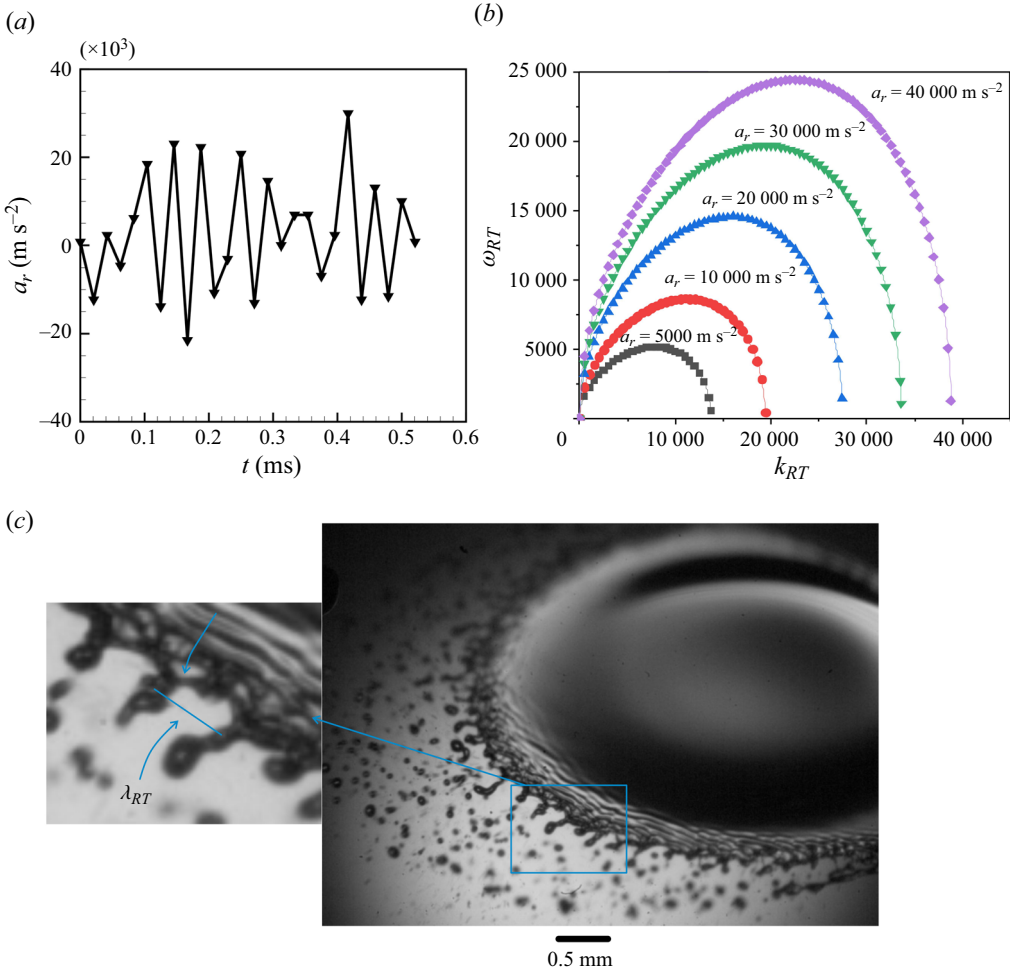 (a)
(×10³)
40
20
0
–20
–40
a_r (m s⁻²)
0
0.1
0.2
0.3
0.4
0.5
0.6
t (ms)
(b)
25 000
20 000
15 000
10 000
5000
ω_RT
a_r = 40 000 m s⁻²
a_r = 30 000 m s⁻²
a_r = 20 000 m s⁻²
a_r = 10 000 m s⁻²
a_r = 5000 m s⁻²
0
10 000
20 000
30 000
40 000
k_RT
(c)
λ_RT
0.5 mm